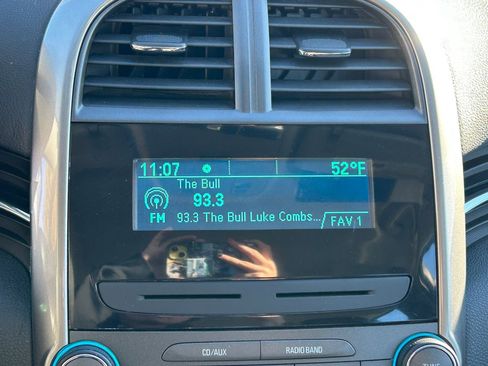 11:07 52°F
The Bull
93.3
FM 93.3 The Bull Luke Combs... FAV 1
CD/AUX RADIO BAND
TUNE